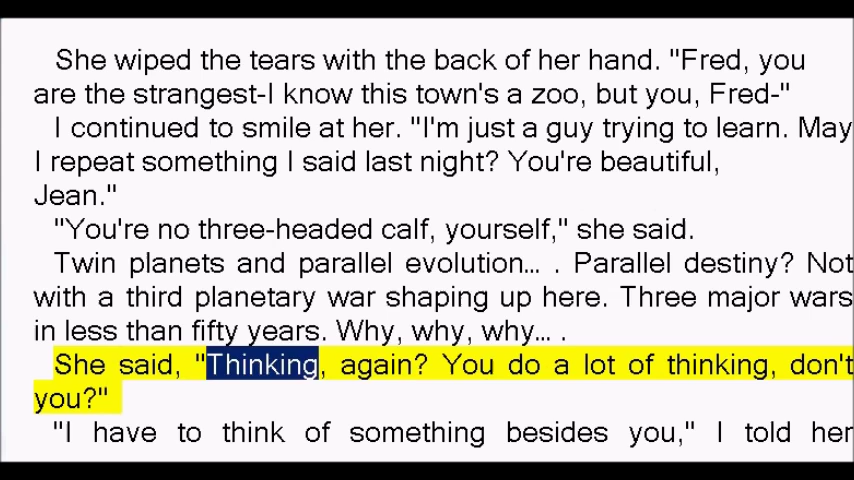 She wiped the tears with the back of her hand. "Fred, you
are the strangest-I know this town's a zoo, but you, Fred-"
I continued to smile at her. "I'm just a guy trying to learn. May
I repeat something I said last night? You're beautiful,
Jean."
"You're no three-headed calf, yourself," she said.
Twin planets and parallel evolution... . Parallel destiny? Not
with a third planetary war shaping up here. Three major wars
in less than fifty years. Why, why, why... .
She said, "Thinking, again? You do a lot of thinking, don't
you?"
"I have to think of something besides you," I told her